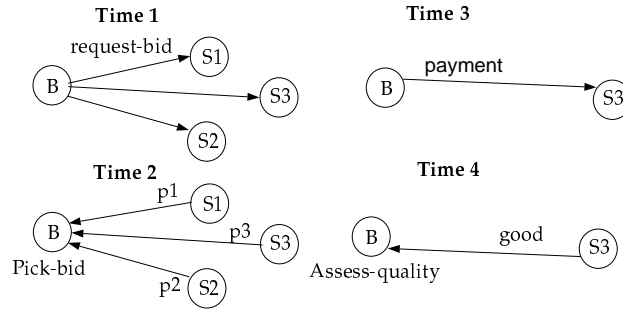 Time 1
request-bid
B
S1
S3
S2
Time 2
p1
S1
B
p3
S3
Pick-bid
p2
S2
Time 3
payment
B
S3
Time 4
good
B
S3
Assess-quality